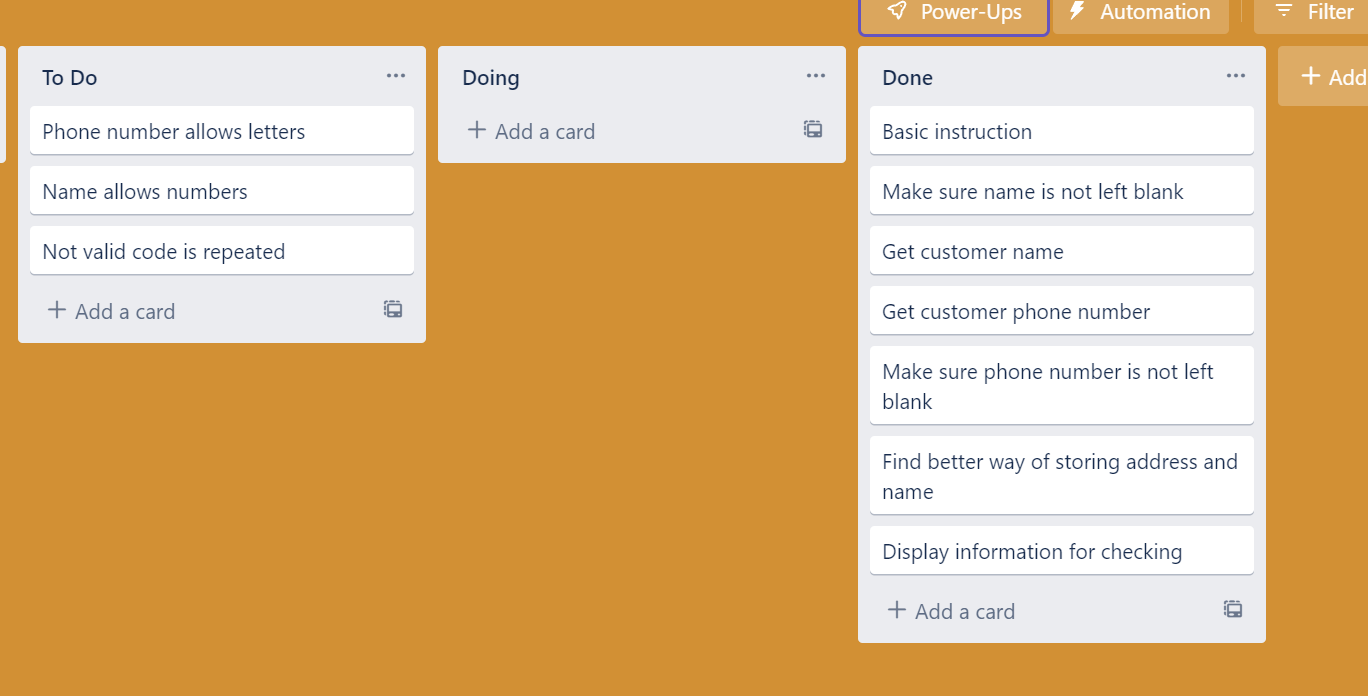 Power-Ups
Automation
Filter
To Do
Phone number allows letters
Name allows numbers
Not valid code is repeated
Add a card
Doing
Add a card
Done
Basic instruction
Make sure name is not left blank
Get customer name
Get customer phone number
Make sure phone number is not left
blank
Find better way of storing address and
name
Display information for checking
Add a card
Add